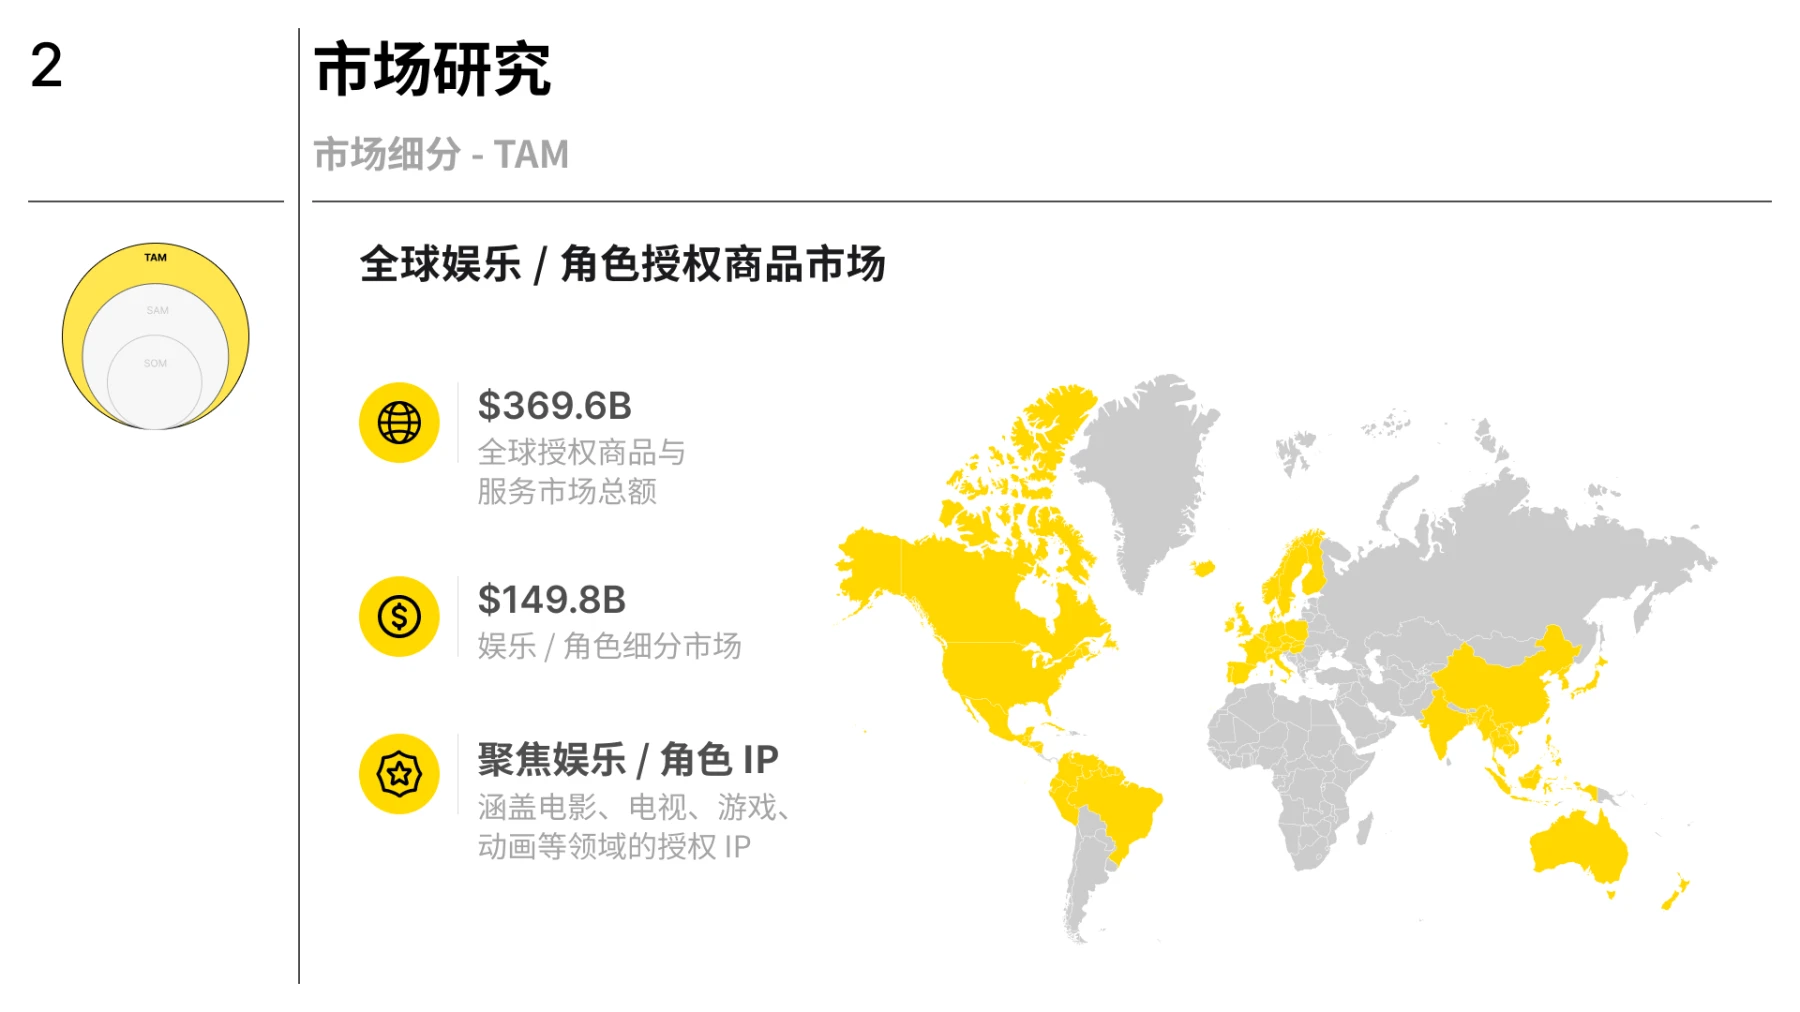 2
市场研究
市场细分 - TAM
TAM
SAM
SOM
全球娱乐 / 角色授权商品市场
$369.6B
全球授权商品与
服务市场总额
$149.8B
娱乐 / 角色细分市场
聚焦娱乐 / 角色 IP
涵盖电影、电视、游戏、
动画等领域的授权 IP